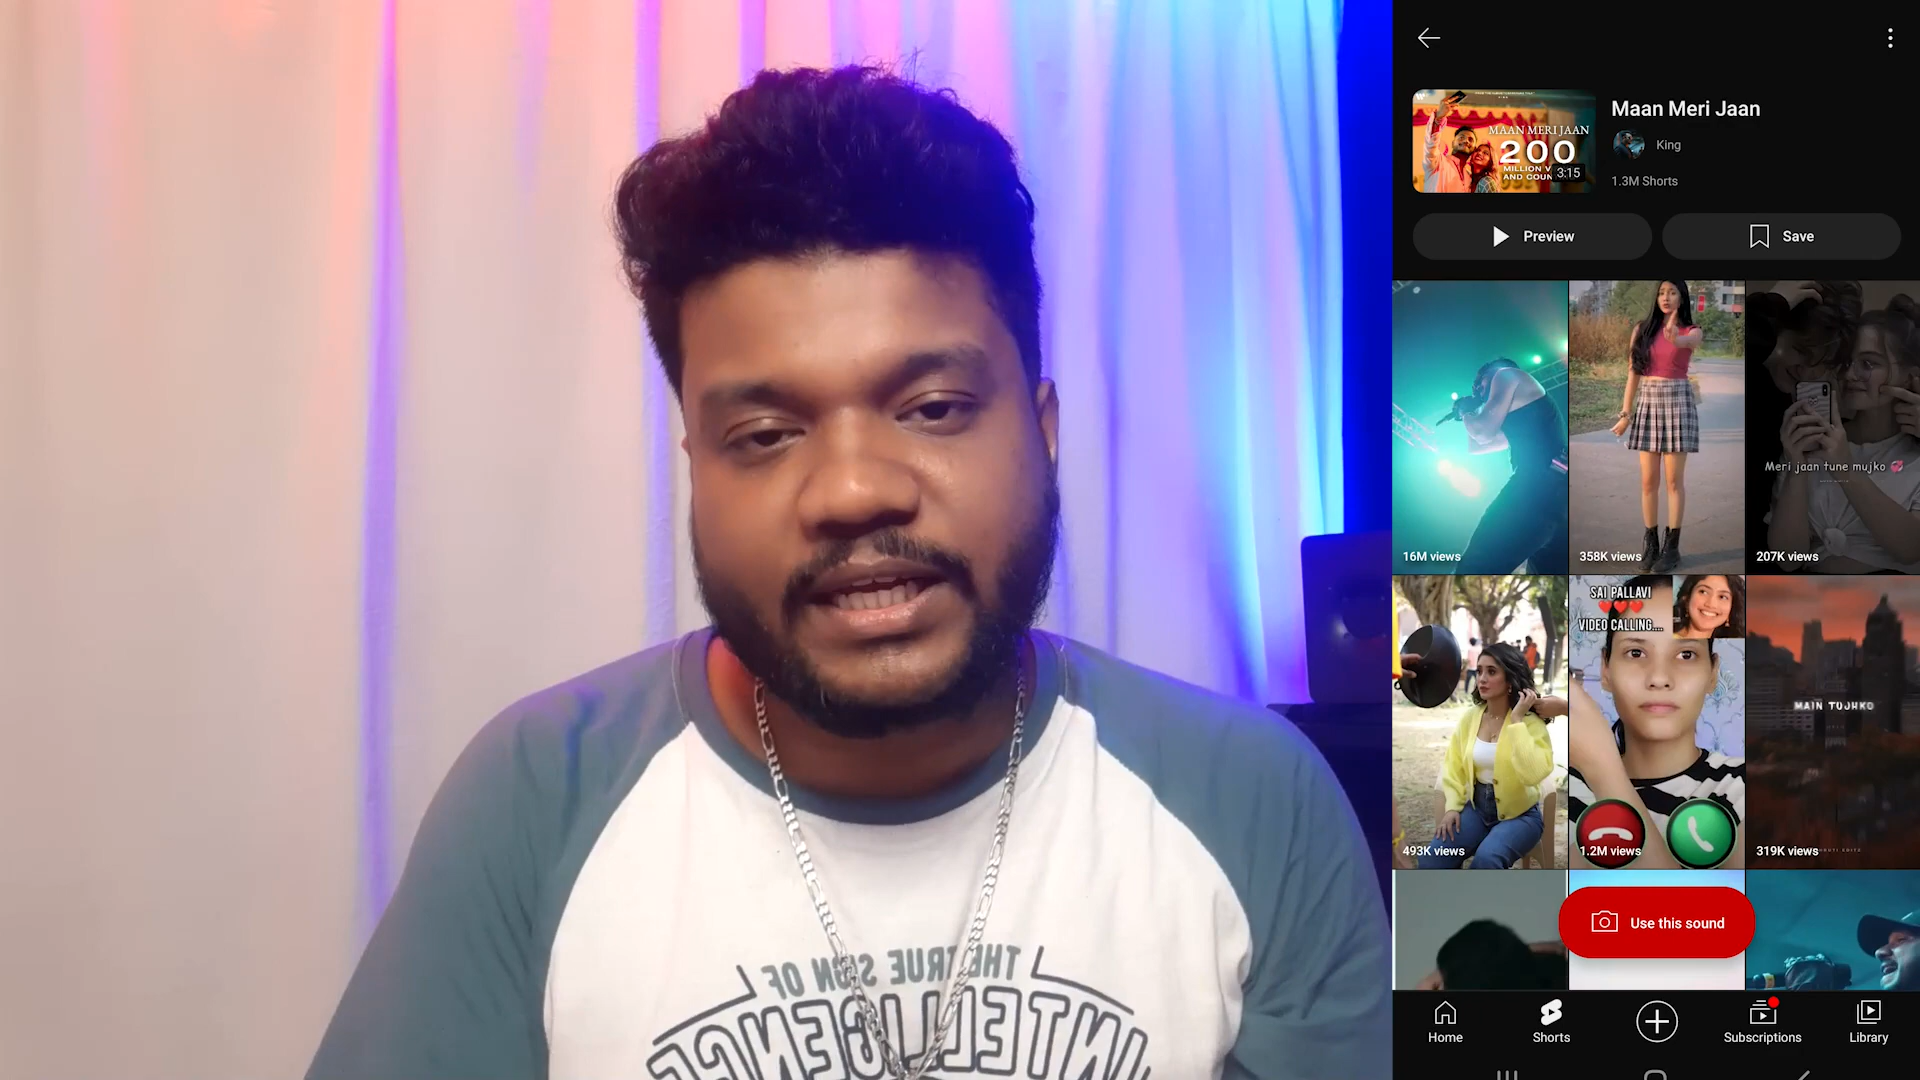 THE TRUE SIGN OF
INTELLIGENCE
Maan Meri Jaan
King
1.3M Shorts
MAAN MERI JAAN
200
MILLION V
AND COUN
3:15
Preview
Save
16M views
358K views
Meri jaan tune mujko
207K views
493K views
SAI PALLAVI
VIDEO CALLING....
1.2M views
MAIN TUJHKO
319K views
Use this sound
Home
Shorts
Subscriptions
Library